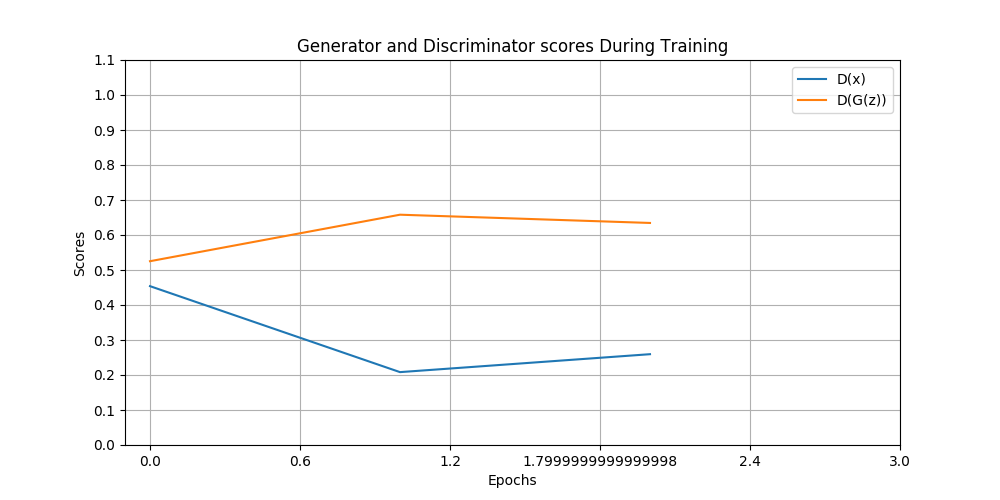 Generator and Discriminator scores During Training
D(x)
D(G(z))
1.1
1.0
0.9
0.8
0.7
0.6
0.5
0.4
0.3
0.2
0.1
0.0
Scores
0.0 0.6 1.2 1.7999999999999998 2.4 3.0
Epochs